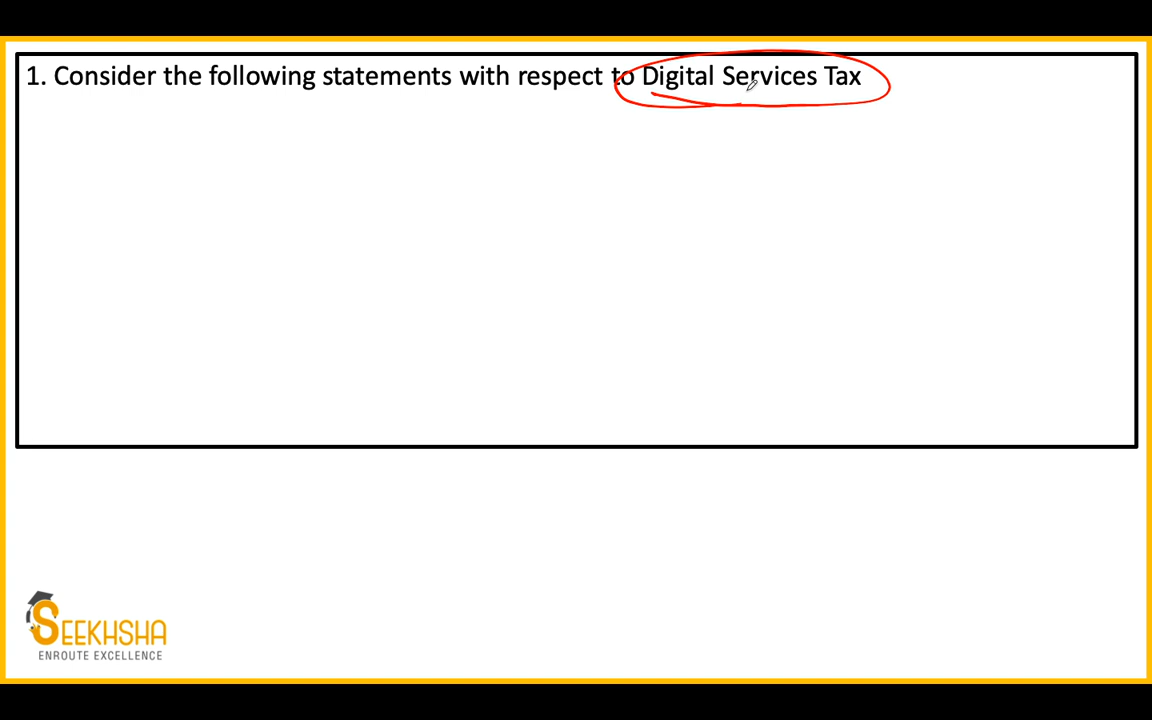 1. Consider the following statements with respect to Digital Services Tax
SEEKHSHA
ENROUTE EXCELLENCE